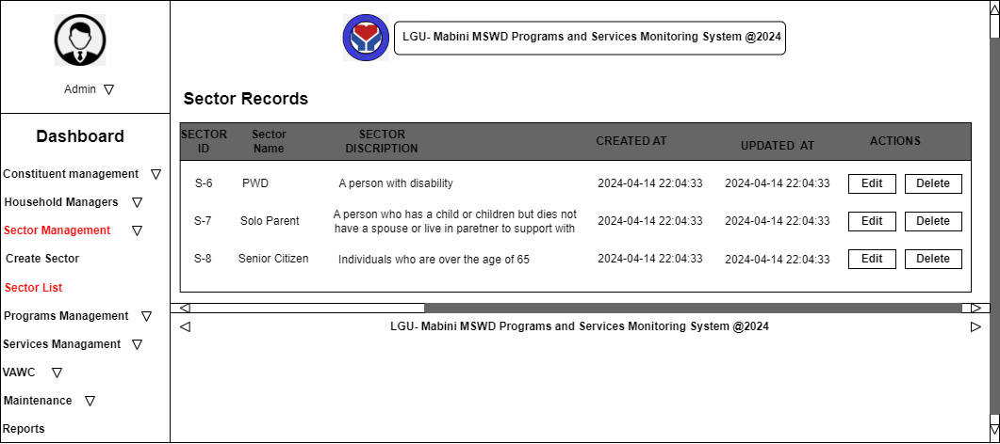 LGU- Mabini MSWD Programs and Services Monitoring System @2024
Admin
Dashboard
Constituent management
Household Managers
Sector Management
Create Sector
Sector List
Programs Management
Services Managament
VAWC
Maintenance
Reports
Sector Records
SECTOR ID
Sector Name
SECTOR DISCRIPTION
CREATED AT
UPDATED AT
ACTIONS
S-6 PWD A person with disability 2024-04-14 22:04:33 2024-04-14 22:04:33 Edit Delete
S-7 Solo Parent A person who has a child or children but dies not
have a spouse or live in paretner to support with 2024-04-14 22:04:33 2024-04-14 22:04:33 Edit Delete
S-8 Senior Citizen Individuals who are over the age of 65 2024-04-14 22:04:33 2024-04-14 22:04:33 Edit Delete
LGU- Mabini MSWD Programs and Services Monitoring System @2024